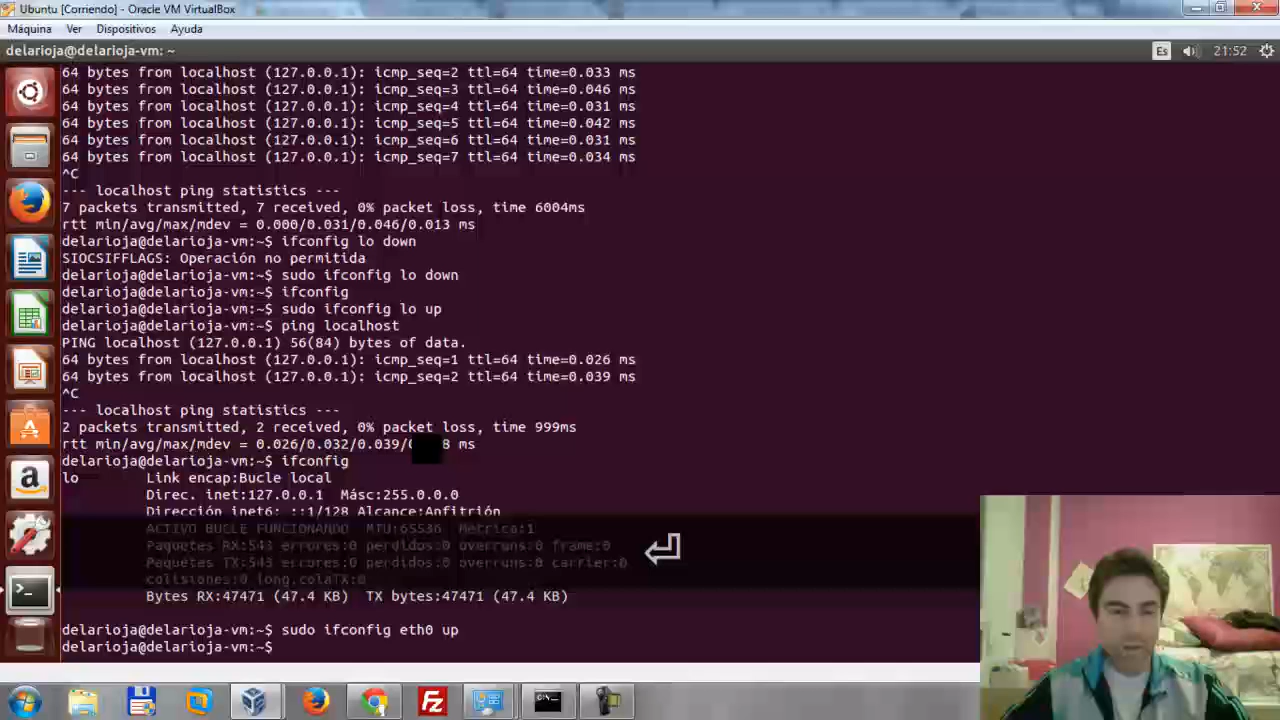 Ubuntu [Corriendo] - Oracle VM VirtualBox
Máquina Ver Dispositivos Ayuda
delarioja@delarioja-vm: ~ Es 21:52
64 bytes from localhost (127.0.0.1): icmp_seq=2 ttl=64 time=0.033 ms
64 bytes from localhost (127.0.0.1): icmp_seq=3 ttl=64 time=0.046 ms
64 bytes from localhost (127.0.0.1): icmp_seq=4 ttl=64 time=0.031 ms
64 bytes from localhost (127.0.0.1): icmp_seq=5 ttl=64 time=0.042 ms
64 bytes from localhost (127.0.0.1): icmp_seq=6 ttl=64 time=0.031 ms
64 bytes from localhost (127.0.0.1): icmp_seq=7 ttl=64 time=0.034 ms
^C
--- localhost ping statistics ---
7 packets transmitted, 7 received, 0% packet loss, time 6004ms
rtt min/avg/max/mdev = 0.000/0.031/0.046/0.013 ms
delarioja@delarioja-vm:~$ ifconfig lo down
SIOCSIFFLAGS: Operación no permitida
delarioja@delarioja-vm:~$ sudo ifconfig lo down
delarioja@delarioja-vm:~$ ifconfig
delarioja@delarioja-vm:~$ sudo ifconfig lo up
delarioja@delarioja-vm:~$ ping localhost
PING localhost (127.0.0.1) 56(84) bytes of data.
64 bytes from localhost (127.0.0.1): icmp_seq=1 ttl=64 time=0.026 ms
64 bytes from localhost (127.0.0.1): icmp_seq=2 ttl=64 time=0.039 ms
^C
--- localhost ping statistics ---
2 packets transmitted, 2 received, 0% packet loss, time 999ms
rtt min/avg/max/mdev = 0.026/0.032/0.039/ ms
delarioja@delarioja-vm:~$ ifconfig
lo Link encap:Bucle local
Direc. inet:127.0.0.1 Másc:255.0.0.0
Dirección inet6: ::1/128 Alcance:Anfitrión
ACTIVO BUCLE FUNCIONANDO MTU:65536 Métrica:1
Paquetes RX:543 errores:0 perdidos:0 overruns:0 frame:0
Paquetes TX:543 errores:0 perdidos:0 overruns:0 carrier:0
colisiones:0 long.colaTX:0
Bytes RX:47471 (47.4 KB) TX bytes:47471 (47.4 KB)
delarioja@delarioja-vm:~$ sudo ifconfig eth0 up
delarioja@delarioja-vm:~$